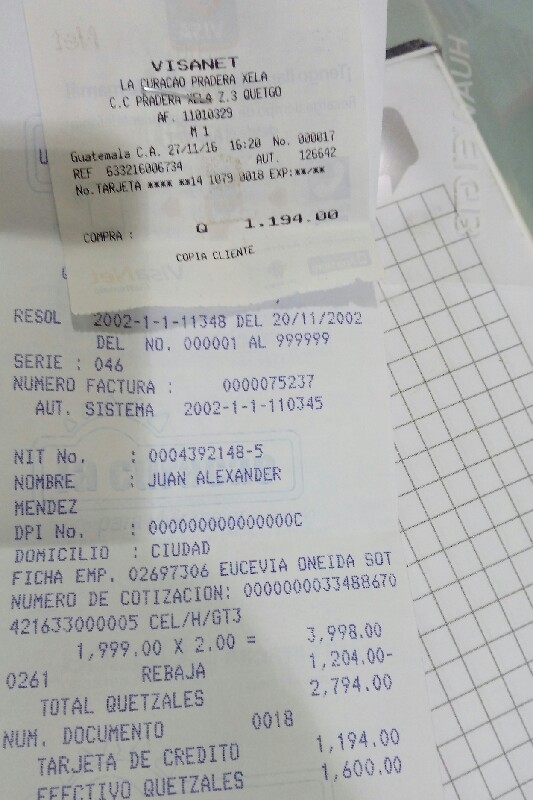 VISANET
LA CURACAO PRADERA XELA
C.C PRADERA XELA Z.3 QUETGO
AF. 11010329
M 1
Guatemala C.A. 27/11/16 16:20 No. 000017
REF 633216006734 AUT. 126642
No.TARJETA **** **14 1079 0018 EXP:**/**
COMPRA : Q 1.194.00
COPIA CLIENTE
RESOL 2002-1-1-11348 DEL 20/11/2002
DEL NO. 000001 AL 999999
SERIE : 046
NUMERO FACTURA : 0000075237
AUT. SISTEMA 2002-1-1-110345
NIT No. : 0004392148-5
NOMBRE : JUAN ALEXANDER
MENDEZ
DPI No. : 000000000000000C
DOMICILIO : CIUDAD
FICHA EMP. 02697306 EUCEVIA ONEIDA SOT
NUMERO DE COTIZACION: 0000000033488670
421633000005 CEL/H/GT3
1,999.00 X 2.00 = 3,998.00
0261 REBAJA 1,204.00-
TOTAL QUETZALES 2,794.00
NUM. DOCUMENTO 0018
TARJETA DE CREDITO 1,194.00
EFECTIVO QUETZALES 1,600.00
HUAWEI GT3